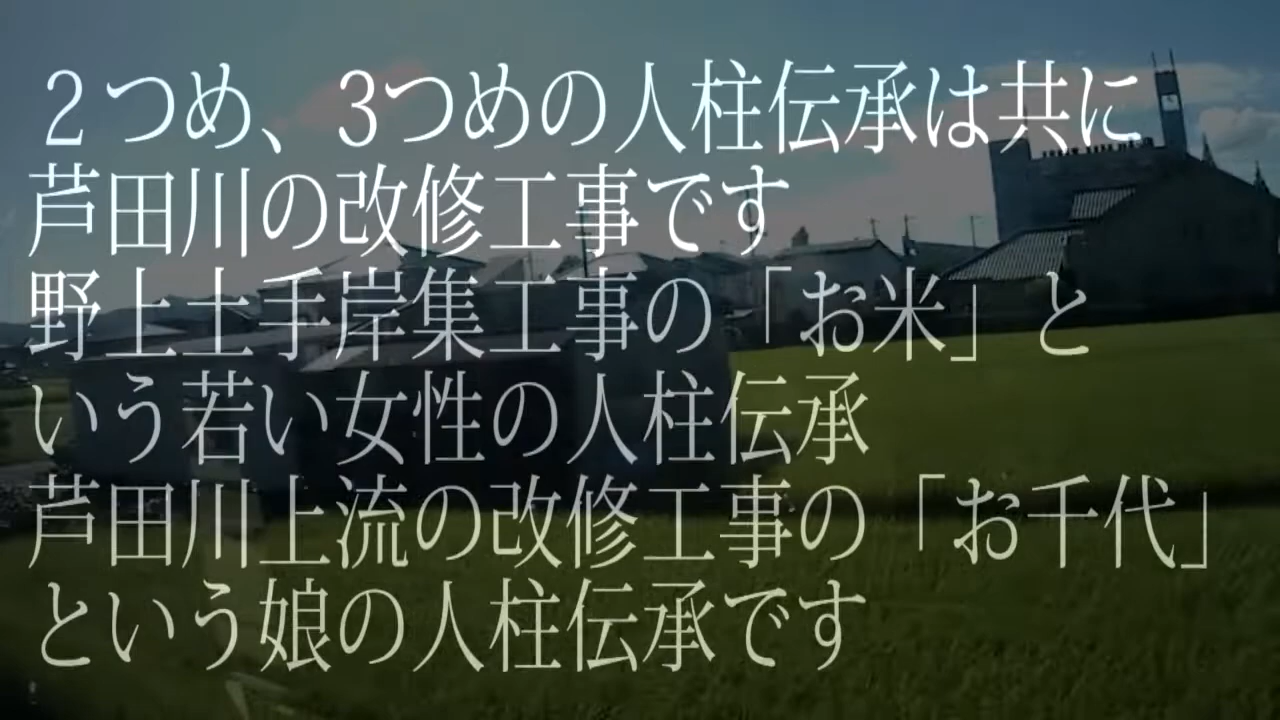 ２つめ、3つめの人柱伝承は共に
芦田川の改修工事です
野上土手岸集工事の「お米」と
いう若い女性の人柱伝承
芦田川上流の改修工事の「お千代」
という娘の人柱伝承です